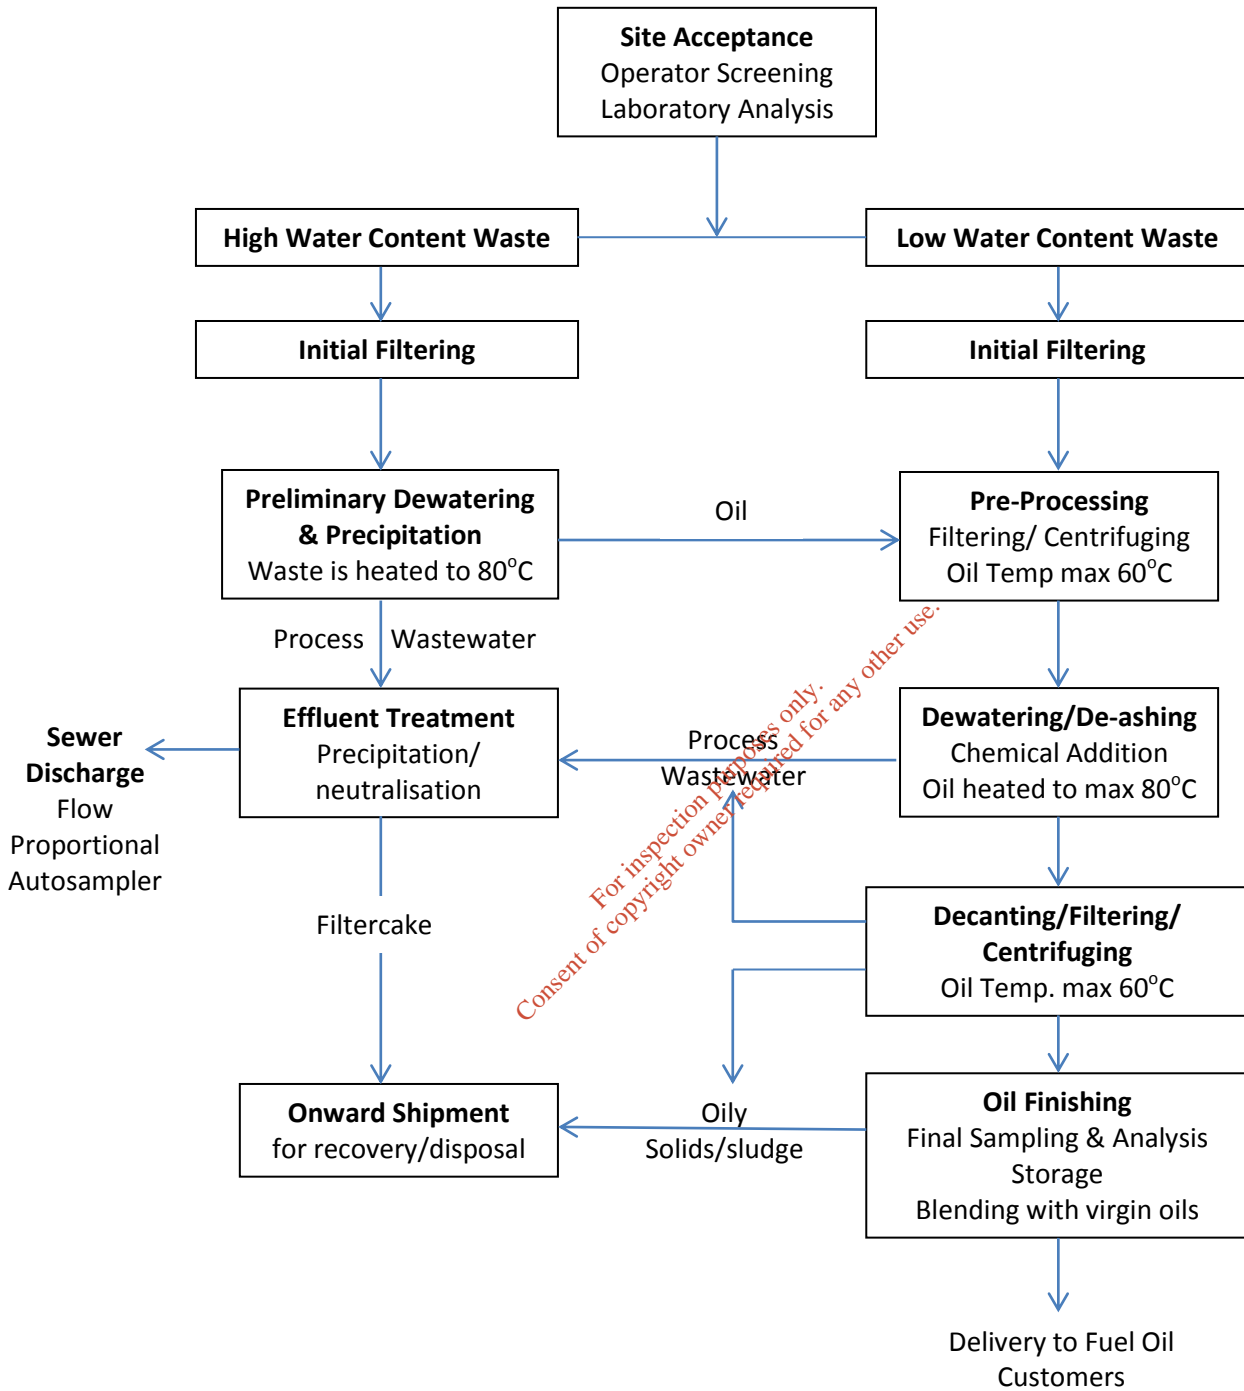 Site Acceptance
Operator Screening
Laboratory Analysis
High Water Content Waste
Low Water Content Waste
Initial Filtering
Initial Filtering
Preliminary Dewatering
& Precipitation
Waste is heated to 80°C
Oil
Pre-Processing
Filtering/ Centrifuging
Oil Temp max 60°C
Process Wastewater
For inspection purposes only.
Consent of copyright owner required for any other use.
Sewer
Discharge
Flow
Proportional
Autosampler
Effluent Treatment
Precipitation/
neutralisation
Process
Wastewater
Dewatering/De-ashing
Chemical Addition
Oil heated to max 80°C
Filtercake
Decanting/Filtering/
Centrifuging
Oil Temp. max 60°C
Onward Shipment
for recovery/disposal
Oily
Solids/sludge
Oil Finishing
Final Sampling & Analysis
Storage
Blending with virgin oils
Delivery to Fuel Oil
Customers